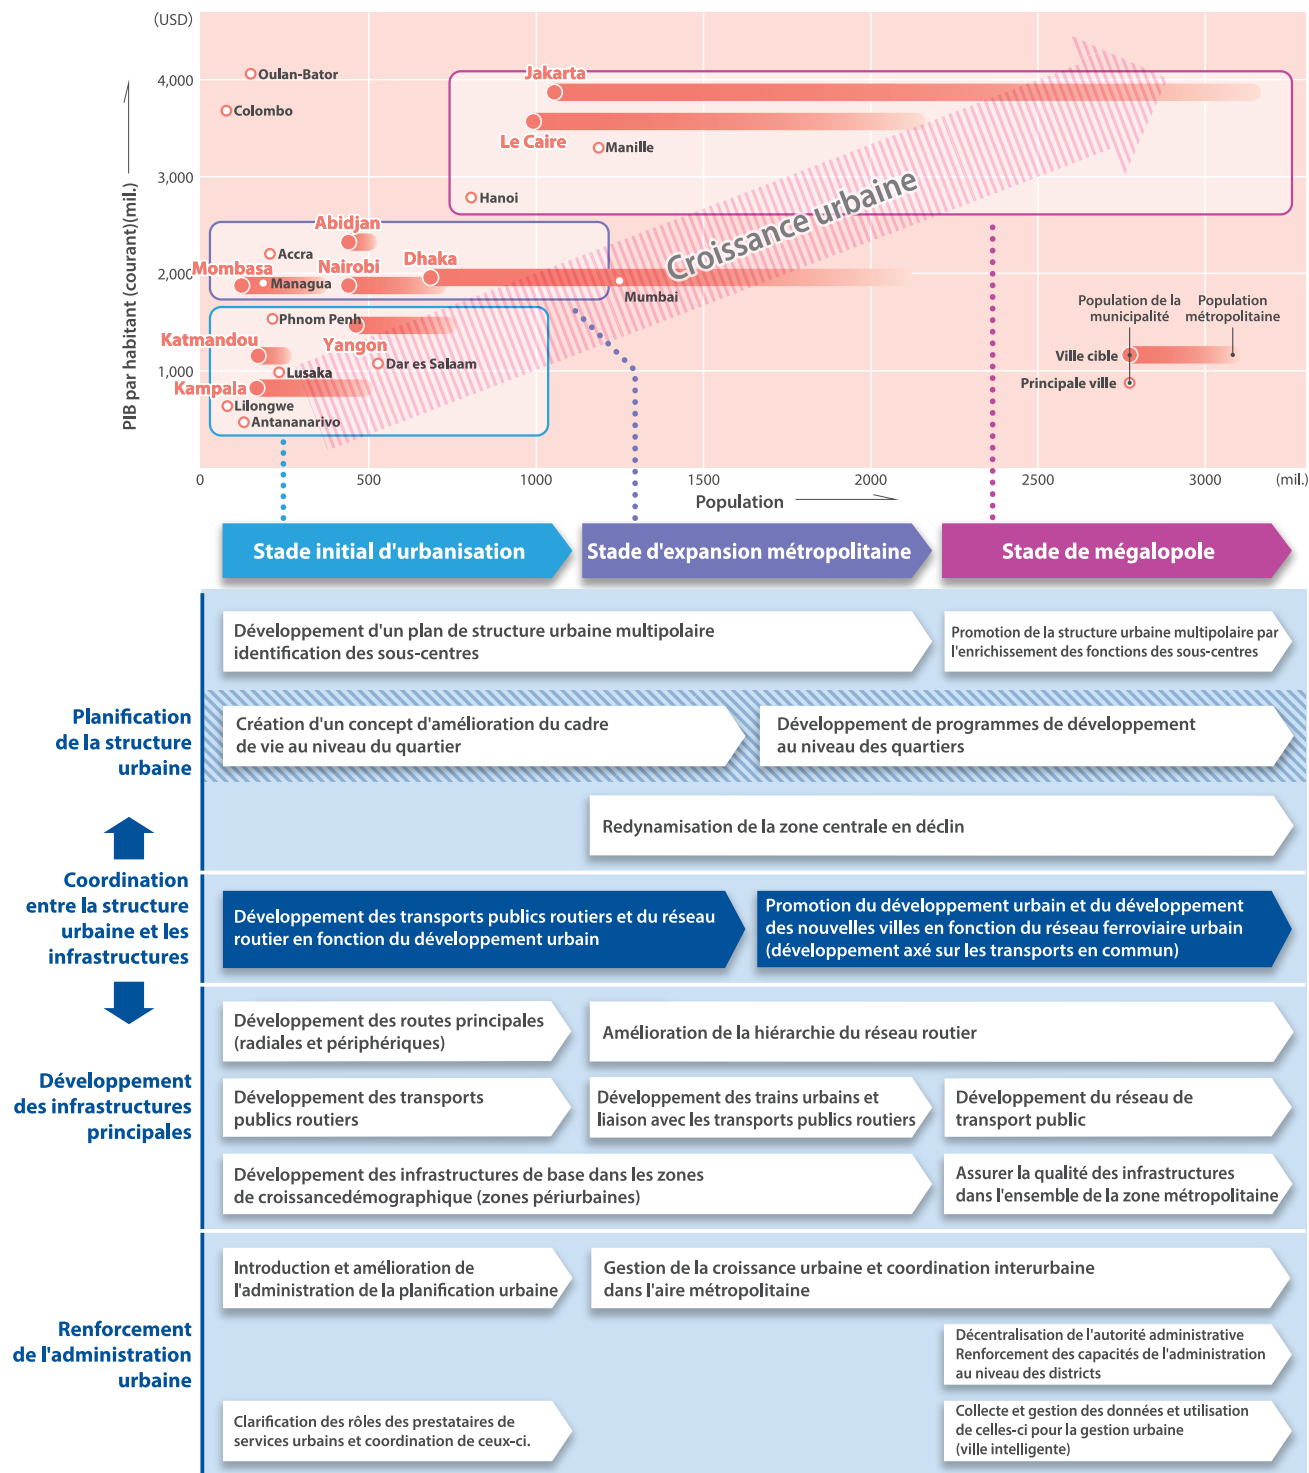 (USD)
4,000
3,000
2,000
1,000
PIB par habitant (courant)(mil.)
Oulan-Bator
Colombo
Jakarta
Le Caire
Manille
Hanoi
Croissance urbaine
Abidjan
Accra
Mombasa
Managua
Nairobi
Dhaka
Mumbai
Phnom Penh
Katmandou
Yangon
Dar es Salaam
Lusaka
Kampala
Lilongwe
Antananarivo
Population de la
municipalité
Population
métropolitaine
Ville cible
Principale ville
0
500
1000
1500
2000
2500
3000
(mil.)
Population
Stade initial d'urbanisation
Stade d'expansion métropolitaine
Stade de mégalopole
Planification
de la structure
urbaine
Développement d'un plan de structure urbaine multipolaire
identification des sous-centres
Promotion de la structure urbaine multipolaire par
l'enrichissement des fonctions des sous-centres
Création d'un concept d'amélioration du cadre
de vie au niveau du quartier
Développement de programmes de développement
au niveau des quartiers
Redynamisation de la zone centrale en déclin
Coordination
entre la structure
urbaine et les
infrastructures
Développement des transports publics routiers et du réseau
routier en fonction du développement urbain
Promotion du développement urbain et du développement
des nouvelles villes en fonction du réseau ferroviaire urbain
(développement axé sur les transports en commun)
Développement
des infrastructures
principales
Développement des routes principales
(radiales et périphériques)
Amélioration de la hiérarchie du réseau routier
Développement des transports
publics routiers
Développement des trains urbains et
liaison avec les transports publics routiers
Développement du réseau de
transport public
Développement des infrastructures de base dans les zones
de croissancedémographique (zones périurbaines)
Assurer la qualité des infrastructures
dans l'ensemble de la zone métropolitaine
Renforcement
de l'administration
urbaine
Introduction et amélioration de
l'administration de la planification urbaine
Gestion de la croissance urbaine et coordination interurbaine
dans l'aire métropolitaine
Décentralisation de l'autorité administrative
Renforcement des capacités de l'administration
au niveau des districts
Clarification des rôles des prestataires de
services urbains et coordination de ceux-ci.
Collecte et gestion des données et utilisation
de celles-ci pour la gestion urbaine
(ville intelligente)